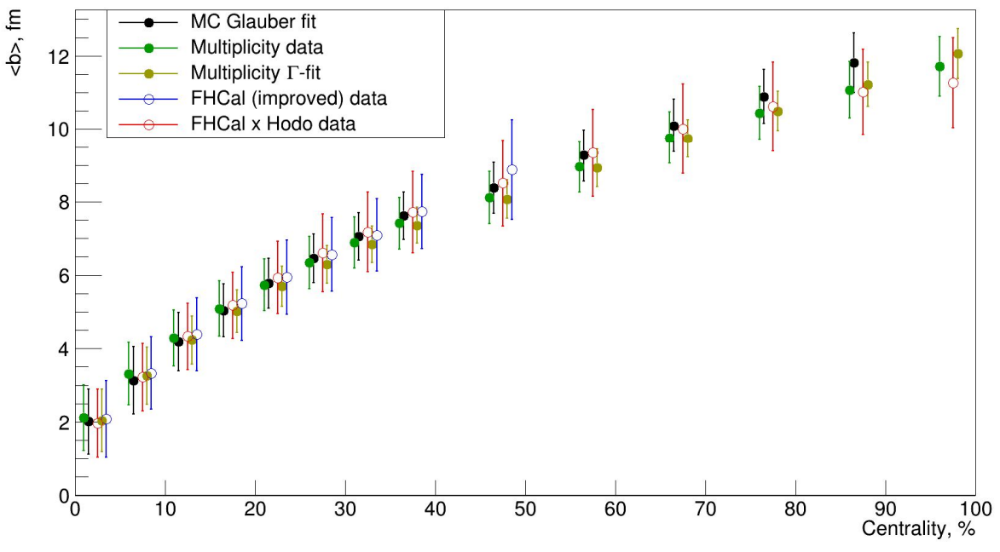 <b>, fm
MC Glauber fit
Multiplicity data
Multiplicity Γ-fit
FHCal (improved) data
FHCal x Hodo data
12
10
8
6
4
2
0
0 10 20 30 40 50 60 70 80 90 100
Centrality, %